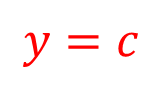 y = c